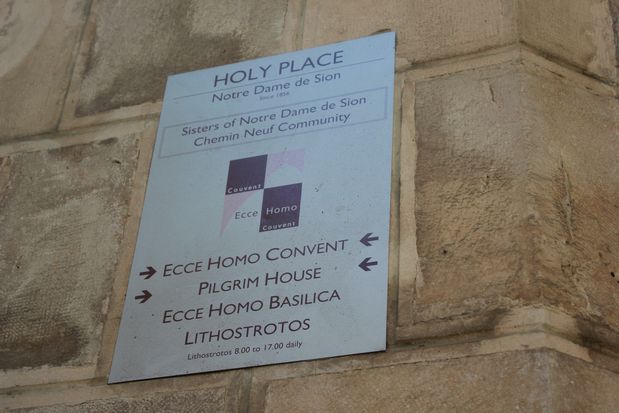 HOLY PLACE
Notre Dame de Sion
Since 1856
Sisters of Notre Dame de Sion
Chemin Neuf Community
Couvent
Ecce Homo
Couvent
ECCE HOMO CONVENT
PILGRIM HOUSE
ECCE HOMO BASILICA
LITHOSTROTOS
Lithostrotos 8.00 to 17.00 daily